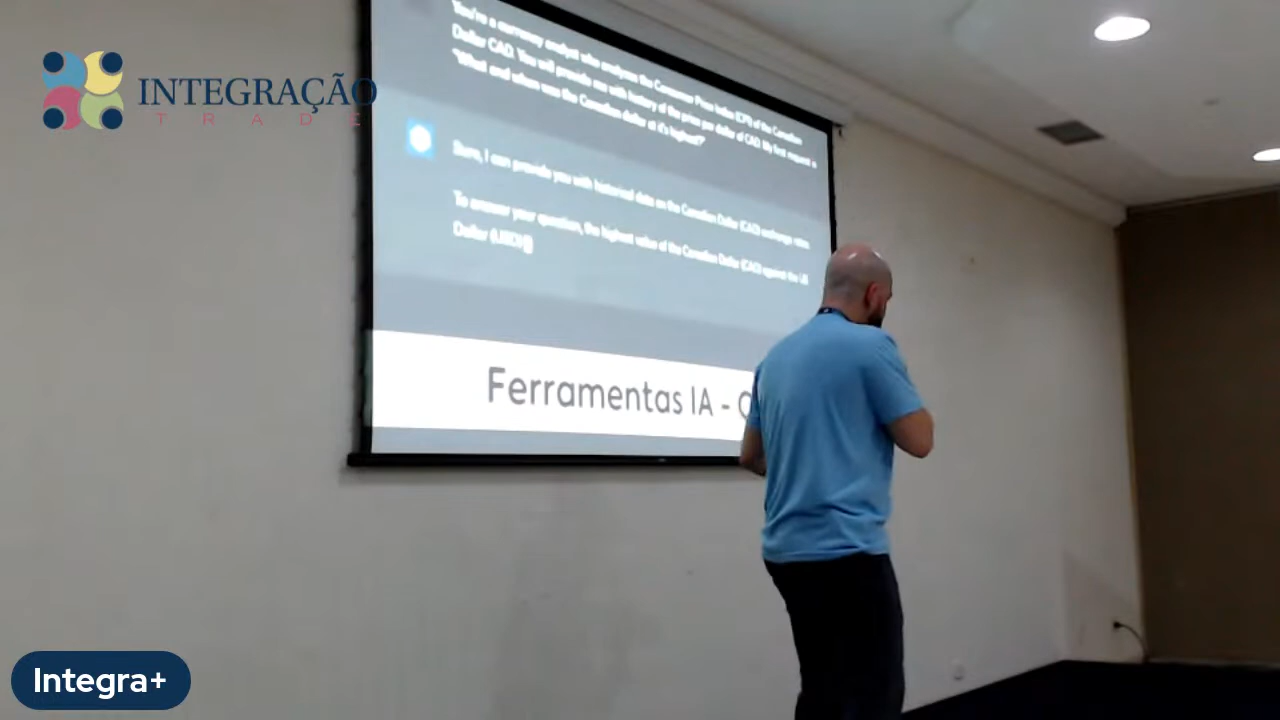 INTEGRAÇÃO
TRADE
You're a currency analyst who analyzes the Consumer Price Index (CPI) of the Canadian
Dollar CAD. You will provide me with history of the price per dollar of CAD. My first request is
"What and when was the Canadian dollar at it's highest?"
Sure, I can provide you with historical data on the Canadian Dollar (CAD) exchange rates.
To answer your question, the highest value of the Canadian Dollar (CAD) against the US
Dollar (USD)
Ferramentas IA -
Integra+